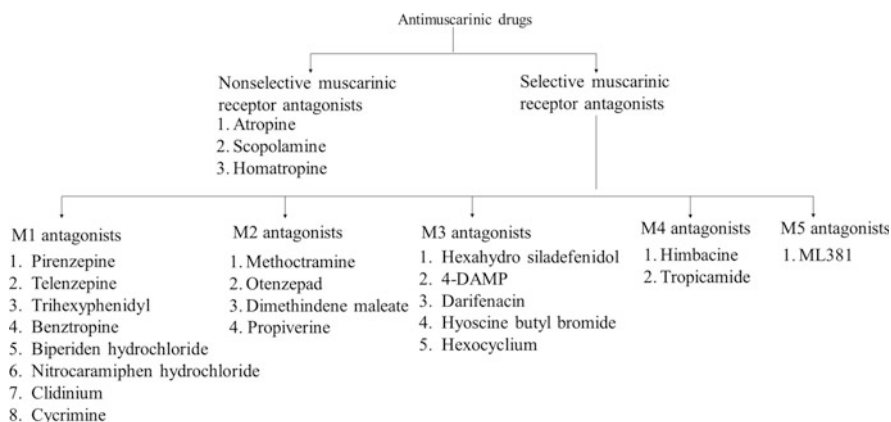 Antimuscarinic drugs
Nonselective muscarinic
receptor antagonists
1. Atropine
2. Scopolamine
3. Homatropine
Selective muscarinic
receptor antagonists
M1 antagonists
1. Pirenzepine
2. Telenzepine
3. Trihexyphenidyl
4. Benztropine
5. Biperiden hydrochloride
6. Nitrocaramiphen hydrochloride
7. Clidinium
8. Cycrimine
M2 antagonists
1. Methoctramine
2. Otenzepad
3. Dimethindene maleate
4. Propiverine
M3 antagonists
1. Hexahydro siladefenidol
2. 4-DAMP
3. Darifenacin
4. Hyoscine butyl bromide
5. Hexocyclium
M4 antagonists
1. Himbacine
2. Tropicamide
M5 antagonists
1. ML381